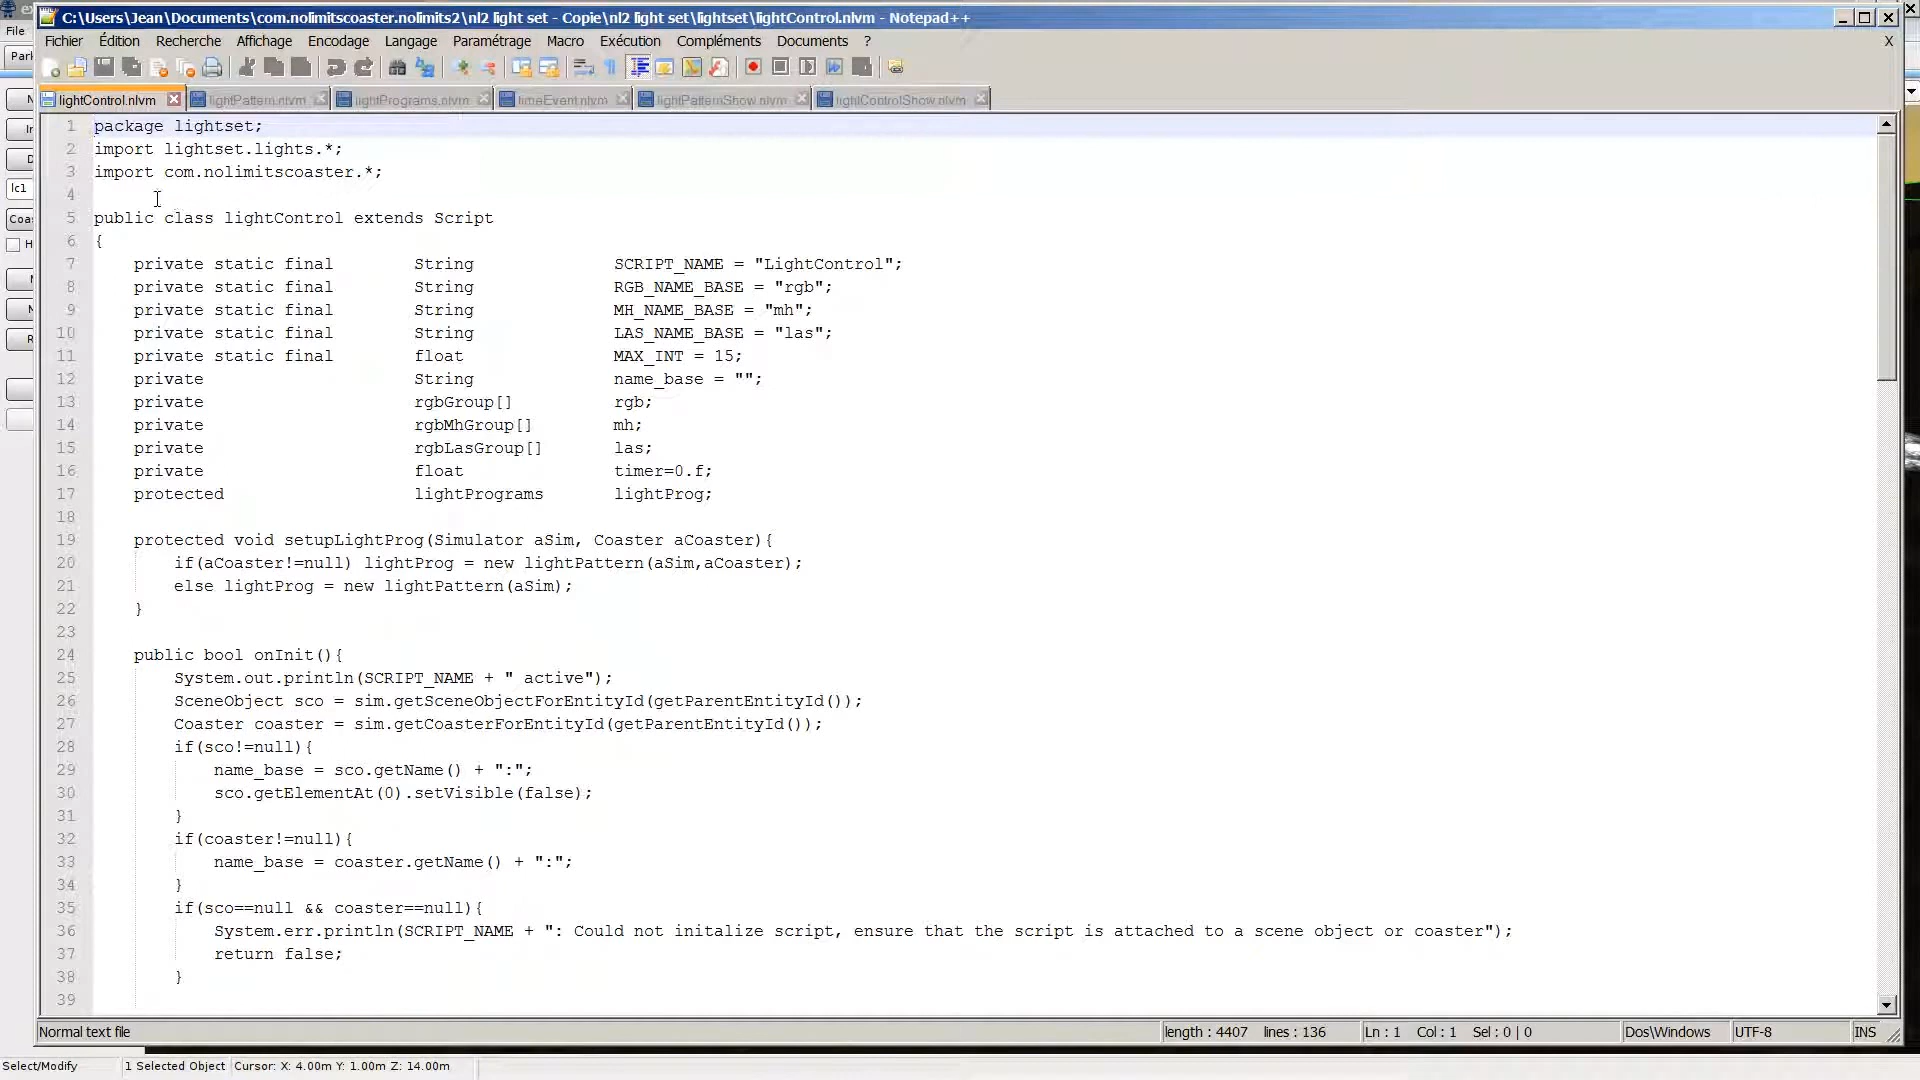 C:\Users\Jean\Documents\com.nolimitscoaster.nolimits2\nl2 light set - Copie\nl2 light set\lightset\lightControl.nlvm - Notepad++
Fichier Édition Recherche Affichage Encodage Langage Paramétrage Macro Exécution Compléments Documents ? X
File
Park
lightControl.nlvm lightPattern.nlvm lightPrograms.nlvm timeEvent.nlvm lightPatternShow.nlvm lightControlShow.nlvm
1 package lightset;
2 import lightset.lights.*;
3 import com.nolimitscoaster.*;
4
5 public class lightControl extends Script
6 {
7 private static final String SCRIPT_NAME = "LightControl";
8 private static final String RGB_NAME_BASE = "rgb";
9 private static final String MH_NAME_BASE = "mh";
10 private static final String LAS_NAME_BASE = "las";
11 private static final float MAX_INT = 15;
12 private String name_base = "";
13 private rgbGroup[] rgb;
14 private rgbMhGroup[] mh;
15 private rgbLasGroup[] las;
16 private float timer=0.f;
17 protected lightPrograms lightProg;
18
19 protected void setupLightProg(Simulator aSim, Coaster aCoaster){
20 if(aCoaster!=null) lightProg = new lightPattern(aSim,aCoaster);
21 else lightProg = new lightPattern(aSim);
22 }
23
24 public bool onInit(){
25 System.out.println(SCRIPT_NAME + " active");
26 SceneObject sco = sim.getSceneObjectForEntityId(getParentEntityId());
27 Coaster coaster = sim.getCoasterForEntityId(getParentEntityId());
28 if(sco!=null){
29 name_base = sco.getName() + ":";
30 sco.getElementAt(0).setVisible(false);
31 }
32 if(coaster!=null){
33 name_base = coaster.getName() + ":";
34 }
35 if(sco==null && coaster==null){
36 System.err.println(SCRIPT_NAME + ": Could not initalize script, ensure that the script is attached to a scene object or coaster");
37 return false;
38 }
39
lc1
Coa
Normal text file length : 4407 lines : 136 Ln : 1 Col : 1 Sel : 0 | 0 Dos\Windows UTF-8 INS
Select/Modify 1 Selected Object Cursor: X: 4.00m Y: 1.00m Z: 14.00m